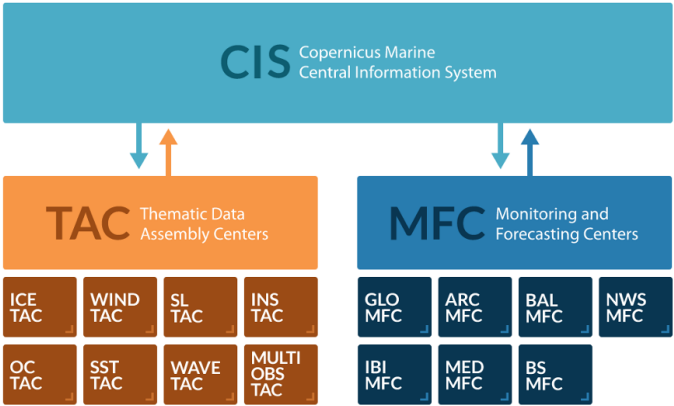 CIS Copernicus Marine
Central Information System
TAC Thematic Data
Assembly Centers
MFC Monitoring and
Forecasting Centers
ICE
TAC
WIND
TAC
SL
TAC
INS
TAC
GLO
MFC
ARC
MFC
BAL
MFC
NWS
MFC
OC
TAC
SST
TAC
WAVE
TAC
MULTI
OBS
TAC
IBI
MFC
MED
MFC
BS
MFC